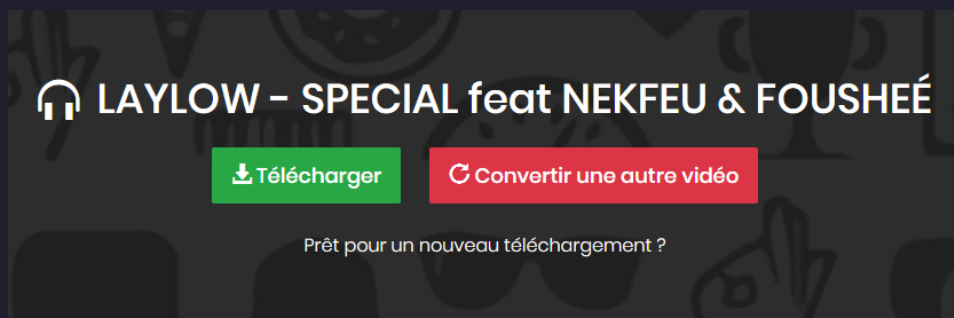 LAYLOW - SPECIAL feat NEKFEU & FOUSHEÉ
Télécharger
Convertir une autre vidéo
Prêt pour un nouveau téléchargement ?